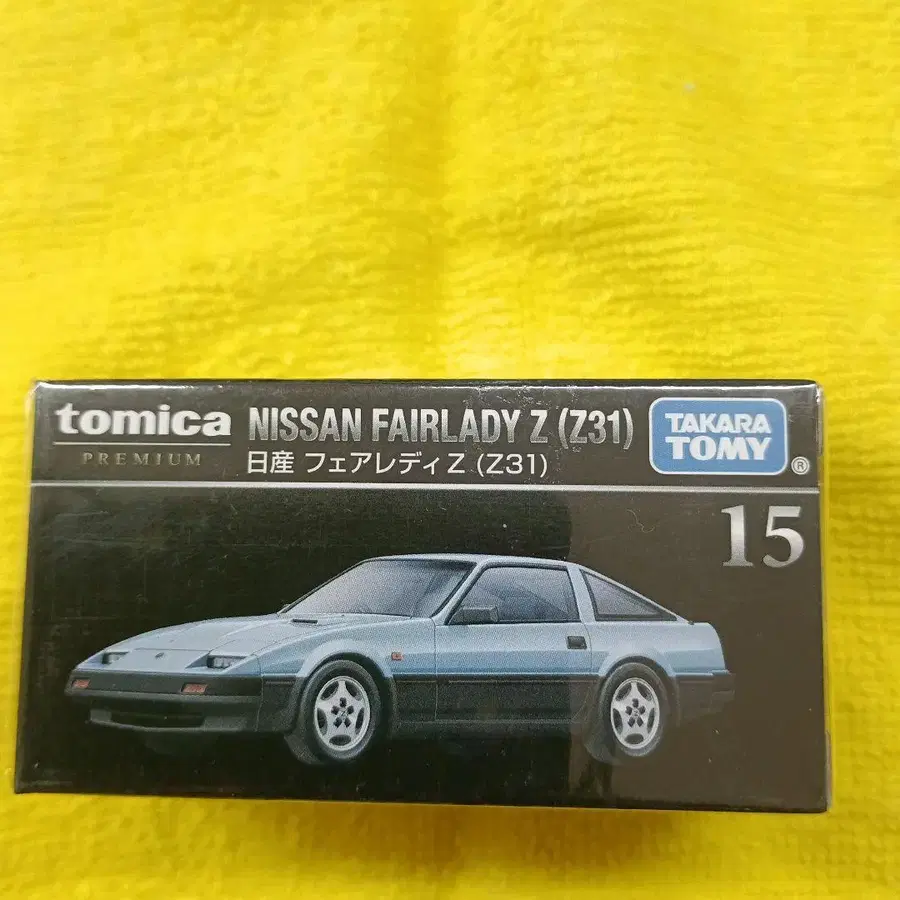 tomica
PREMIUM
NISSAN FAIRLADY Z (Z31)
日産 フェアレディZ (Z31)
TAKARA
TOMY
®
15